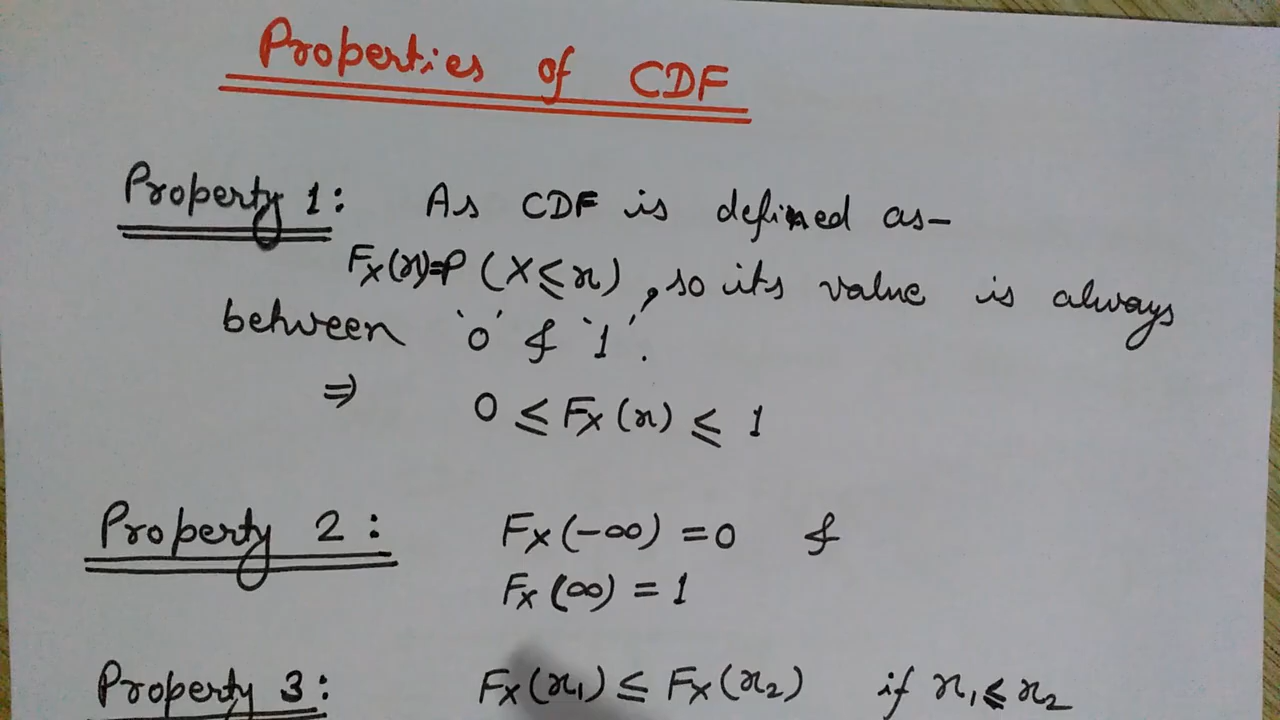 Properties of CDF
Property 1: As CDF is defined as-
Fx(x)=P (X≤x), so its value is always
between '0' & '1'.
⇒ 0 ≤ Fx(x) ≤ 1
Property 2: Fx(-∞) = 0 &
Fx(∞) = 1
Property 3: Fx(x₁) ≤ Fx(x₂) if x₁≤x₂